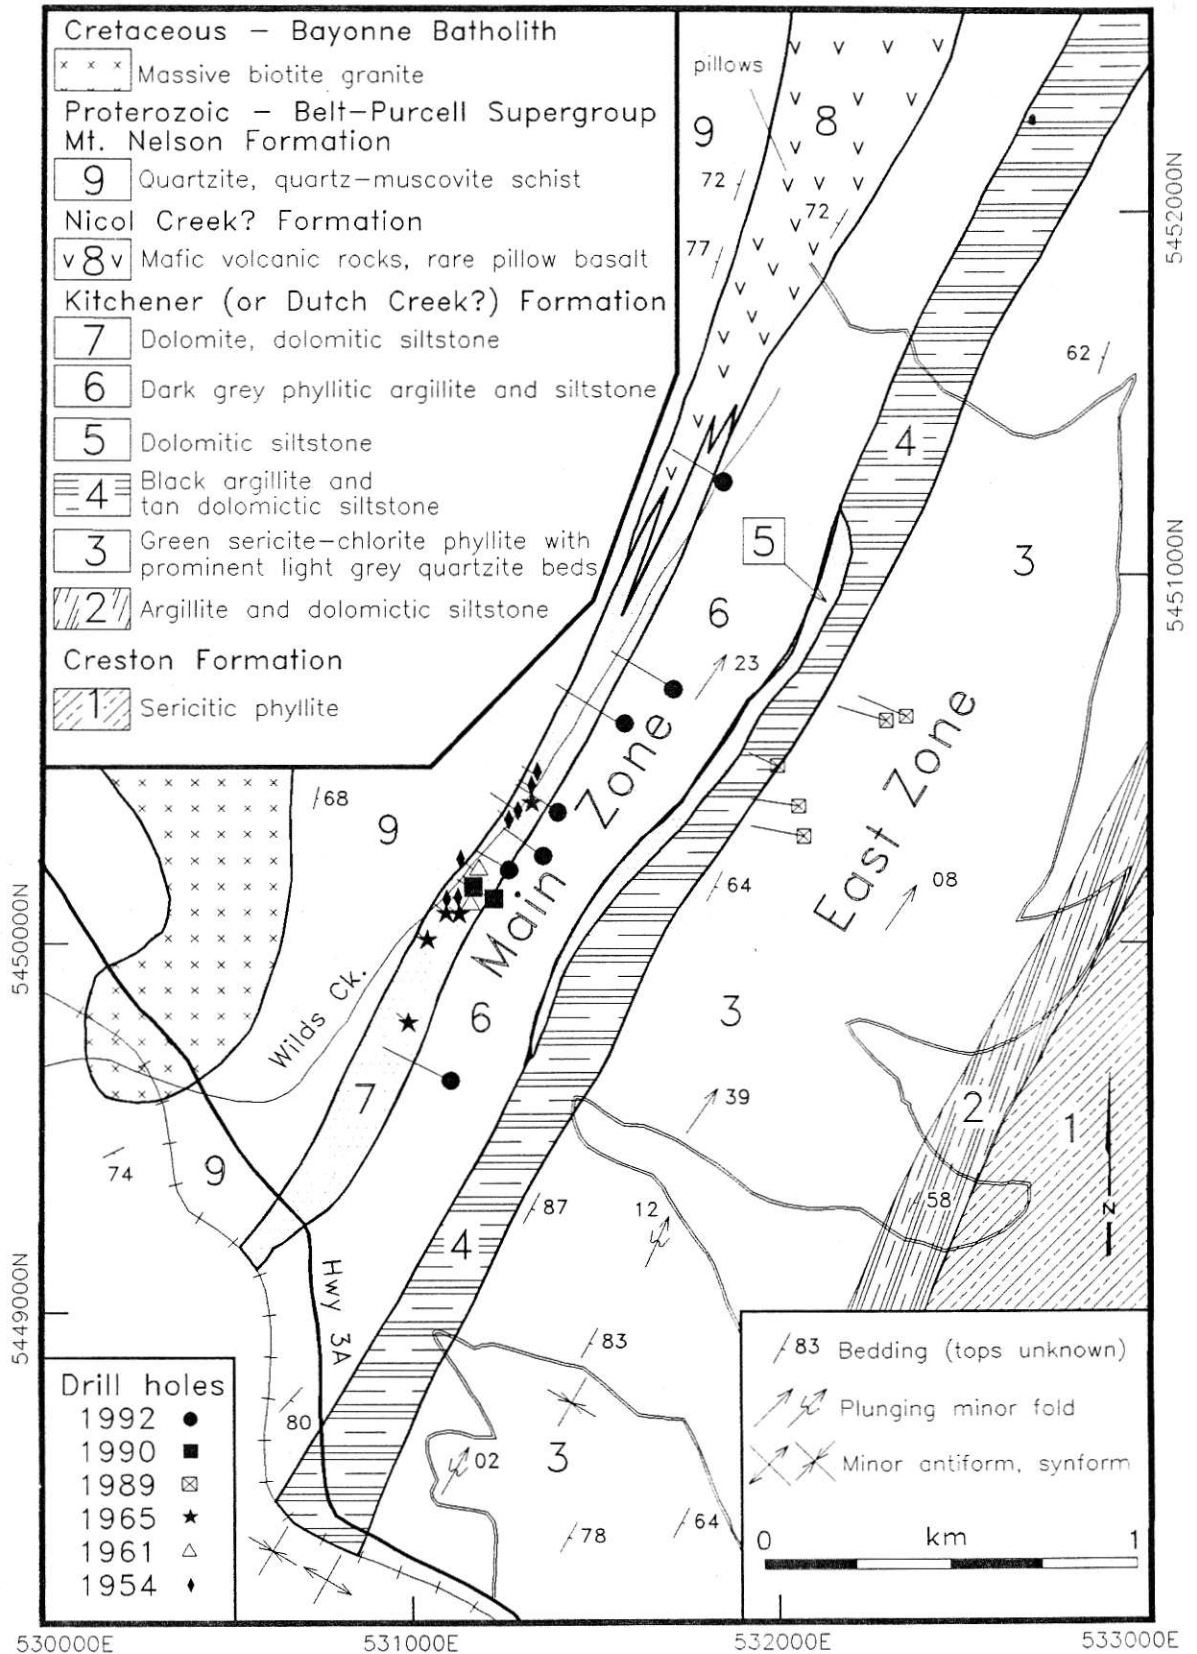 Cretaceous – Bayonne Batholith
x x x Massive biotite granite
Proterozoic – Belt–Purcell Supergroup
Mt. Nelson Formation
9 Quartzite, quartz–muscovite schist
Nicol Creek? Formation
v 8 v Mafic volcanic rocks, rare pillow basalt
Kitchener (or Dutch Creek?) Formation
7 Dolomite, dolomitic siltstone
6 Dark grey phyllitic argillite and siltstone
5 Dolomitic siltstone
4 Black argillite and
tan dolomictic siltstone
3 Green sericite–chlorite phyllite with
prominent light grey quartzite beds
2 Argillite and dolomictic siltstone
Creston Formation
1 Sericitic phyllite
pillows
9
8
72
72
77
62
4
5
3
6
23
68
9
Main Zone
East Zone
64
08
Wilds Ck.
6
3
7
39
2
1
74
9
58
87
12
N
4
Hwy 3A
83
80
02
3
78
64
5452000N
5451000N
5450000N
5449000N
Drill holes
1992
1990
1989
1965
1961
1954
83 Bedding (tops unknown)
Plunging minor fold
Minor antiform, synform
0 km 1
530000E 531000E 532000E 533000E